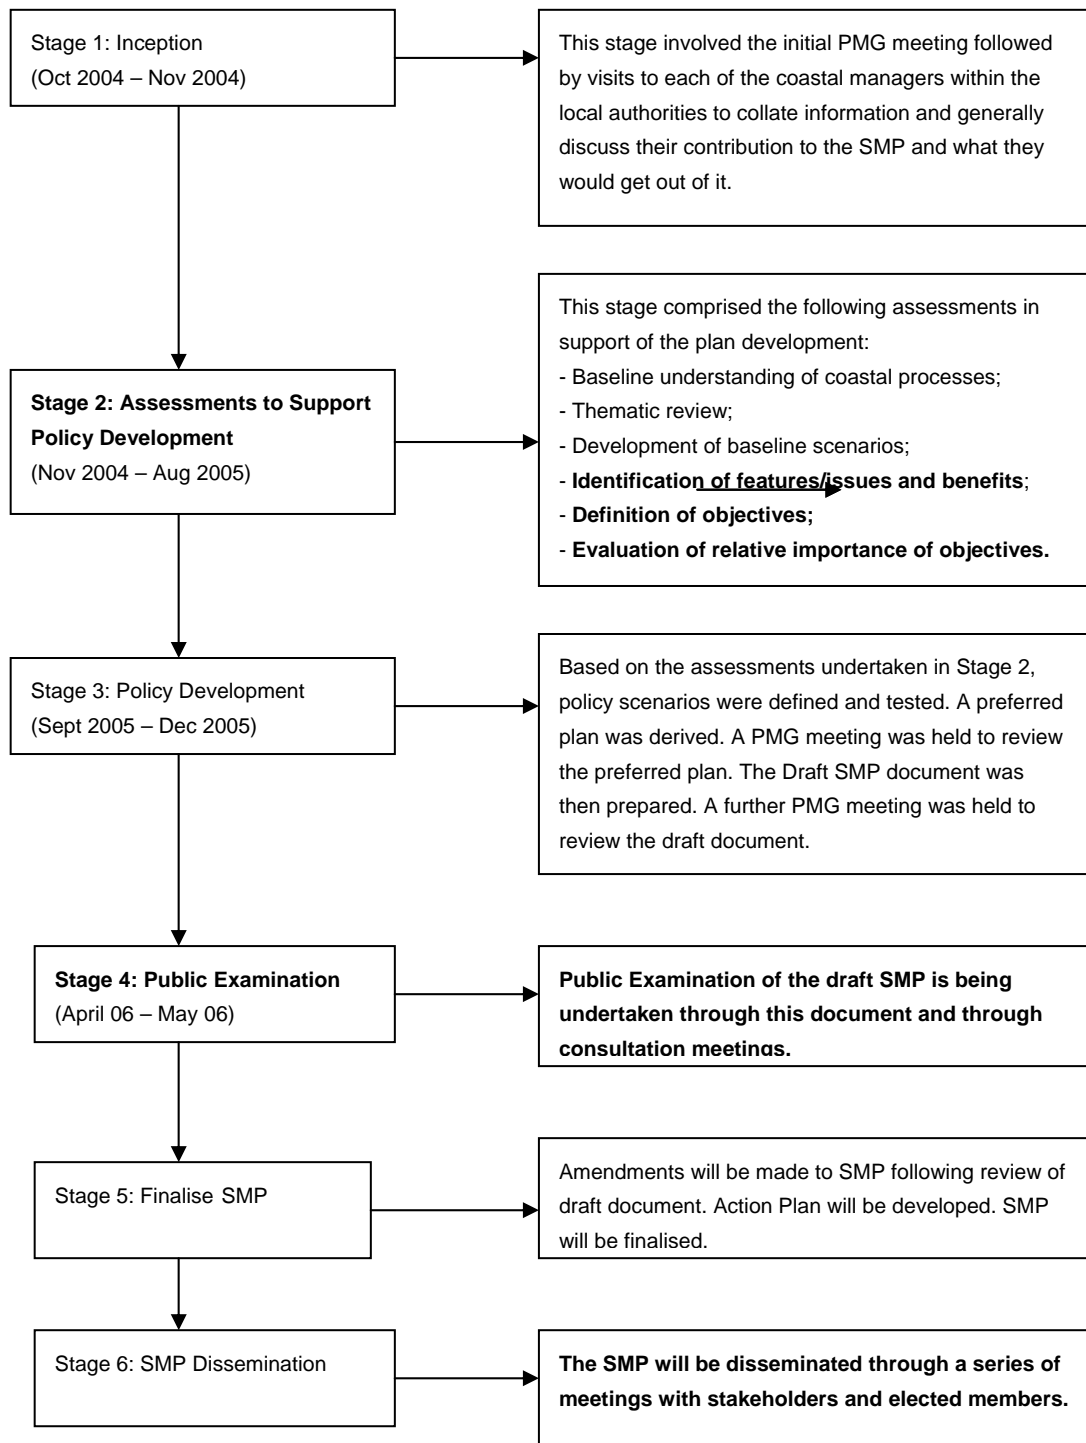 Stage 1: Inception
(Oct 2004 – Nov 2004)
This stage involved the initial PMG meeting followed
by visits to each of the coastal managers within the
local authorities to collate information and generally
discuss their contribution to the SMP and what they
would get out of it.
Stage 2: Assessments to Support
Policy Development
(Nov 2004 – Aug 2005)
This stage comprised the following assessments in
support of the plan development:
- Baseline understanding of coastal processes;
- Thematic review;
- Development of baseline scenarios;
- Identification of features/issues and benefits;
- Definition of objectives;
- Evaluation of relative importance of objectives.
Stage 3: Policy Development
(Sept 2005 – Dec 2005)
Based on the assessments undertaken in Stage 2,
policy scenarios were defined and tested. A preferred
plan was derived. A PMG meeting was held to review
the preferred plan. The Draft SMP document was
then prepared. A further PMG meeting was held to
review the draft document.
Stage 4: Public Examination
(April 06 – May 06)
Public Examination of the draft SMP is being
undertaken through this document and through
consultation meetings.
Stage 5: Finalise SMP
Amendments will be made to SMP following review of
draft document. Action Plan will be developed. SMP
will be finalised.
Stage 6: SMP Dissemination
The SMP will be disseminated through a series of
meetings with stakeholders and elected members.